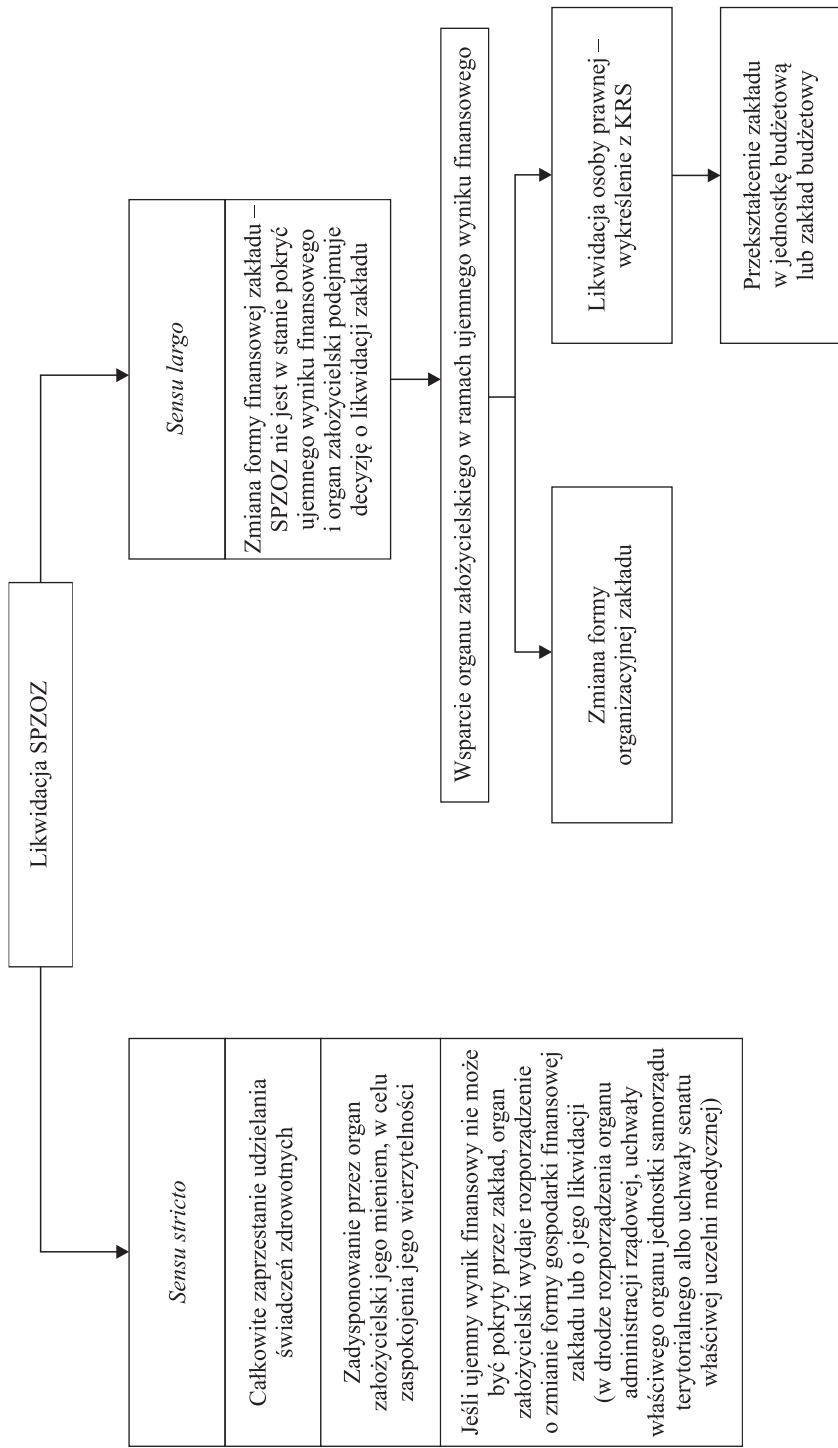 Likwidacja SPZOZ
Sensu stricto
Całkowite zaprzestanie udzielania
świadczeń zdrowotnych
Zadysponowanie przez organ
założycielski jego mieniem, w celu
zaspokojenia jego wierzytelności
Jeśli ujemny wynik finansowy nie może
być pokryty przez zakład, organ
założycielski wydaje rozporządzenie
o zmianie formy gospodarki finansowej
zakładu lub o jego likwidacji
(w drodze rozporządzenia organu
administracji rządowej, uchwały
właściwego organu jednostki samorządu
terytorialnego albo uchwały senatu
właściwej uczelni medycznej)
Sensu largo
Zmiana formy finansowej zakładu –
SPZOZ nie jest w stanie pokryć
ujemnego wyniku finansowego
i organ założycielski podejmuje
decyzję o likwidacji zakładu
Wsparcie organu założycielskiego w ramach ujemnego wyniku finansowego
Zmiana formy
organizacyjnej zakładu
Likwidacja osoby prawnej –
wykreślenie z KRS
Przekształcenie zakładu
w jednostkę budżetową
lub zakład budżetowy